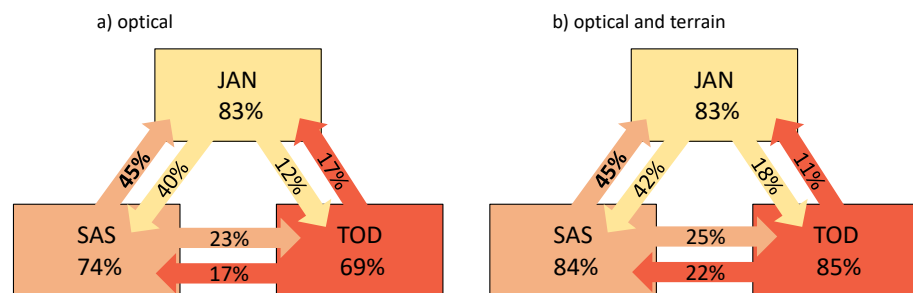 a) optical
JAN
83%
45%
40%
12%
17%
SAS
74%
23%
17%
TOD
69%
b) optical and terrain
JAN
83%
45%
42%
18%
11%
SAS
84%
25%
22%
TOD
85%